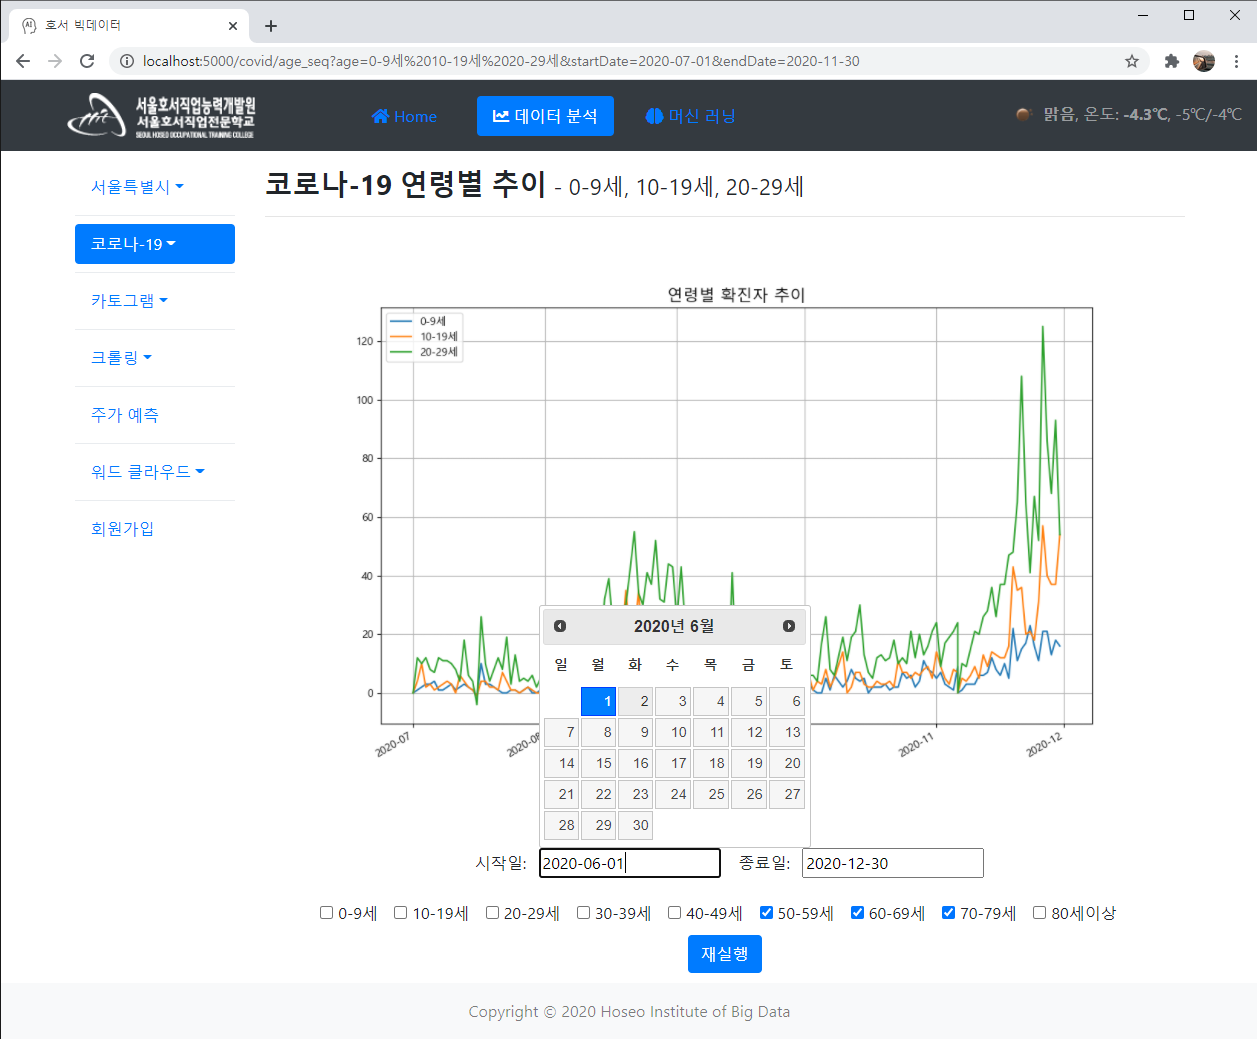 호서 빅데이터
localhost:5000/covid/age_seq?age=0-9세%2010-19세%2020-29세&startDate=2020-07-01&endDate=2020-11-30
서울호서직업능력개발원
서울호서직업전문학교
SEOUL HOSEO OCCUPATIONAL TRAINING COLLEGE
Home 데이터 분석 머신 러닝 맑음, 온도: -4.3℃, -5℃/-4℃
서울특별시
코로나-19
카토그램
크롤링
주가 예측
워드 클라우드
회원가입
코로나-19 연령별 추이 - 0-9세, 10-19세, 20-29세
연령별 확진자 추이
0-9세
10-19세
20-29세
120
100
80
60
40
20
0
2020-07
2020-11
2020-12
2020년 6월
일 월 화 수 목 금 토
1 2 3 4 5 6
7 8 9 10 11 12 13
14 15 16 17 18 19 20
21 22 23 24 25 26 27
28 29 30
시작일: 2020-06-01 종료일: 2020-12-30
0-9세 10-19세 20-29세 30-39세 40-49세 50-59세 60-69세 70-79세 80세이상
재실행
Copyright © 2020 Hoseo Institute of Big Data